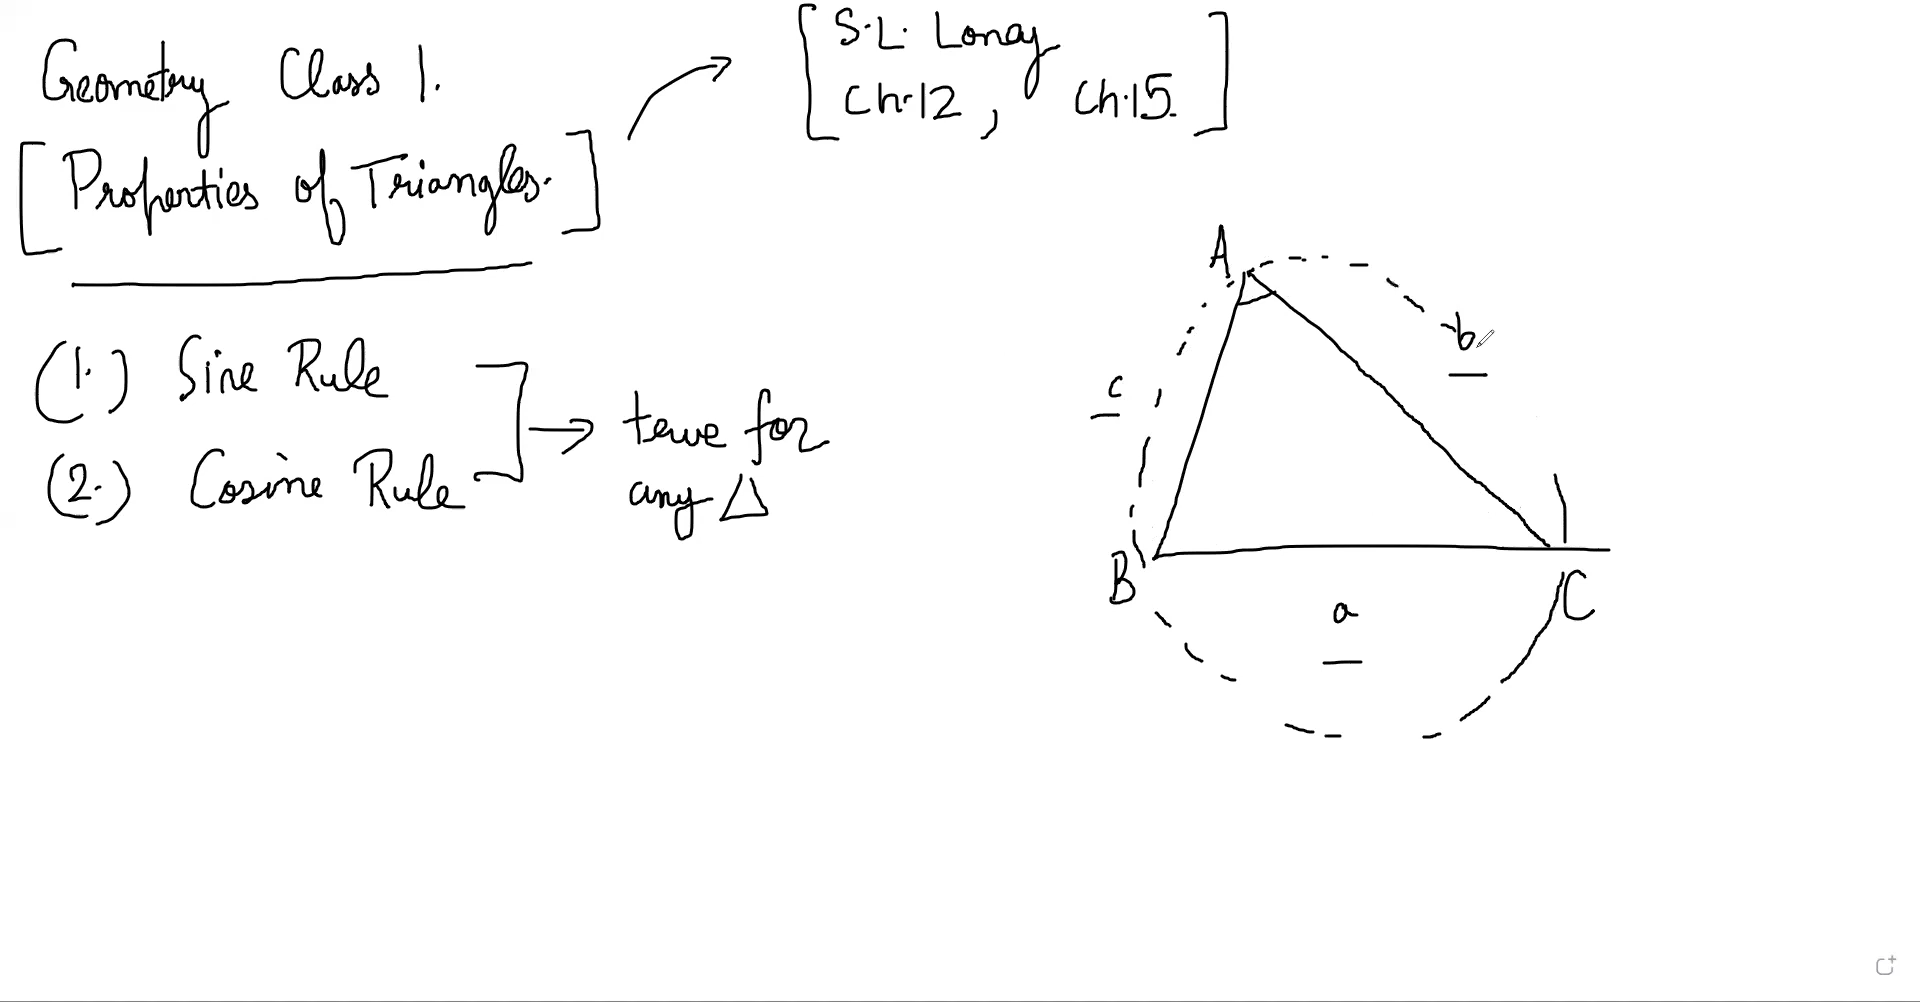 Geometry Class 1.
[Properties of Triangles.]
[S.L. Loney
Ch.12, Ch.15.]
(1.) Sine Rule
(2.) Cosine Rule
true for
any △
A
b
c
B
C
a